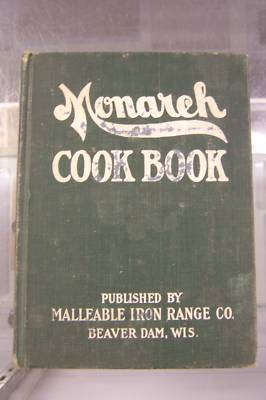 Monarch
COOK BOOK
PUBLISHED BY
MALLEABLE IRON RANGE CO.
BEAVER DAM, WIS.